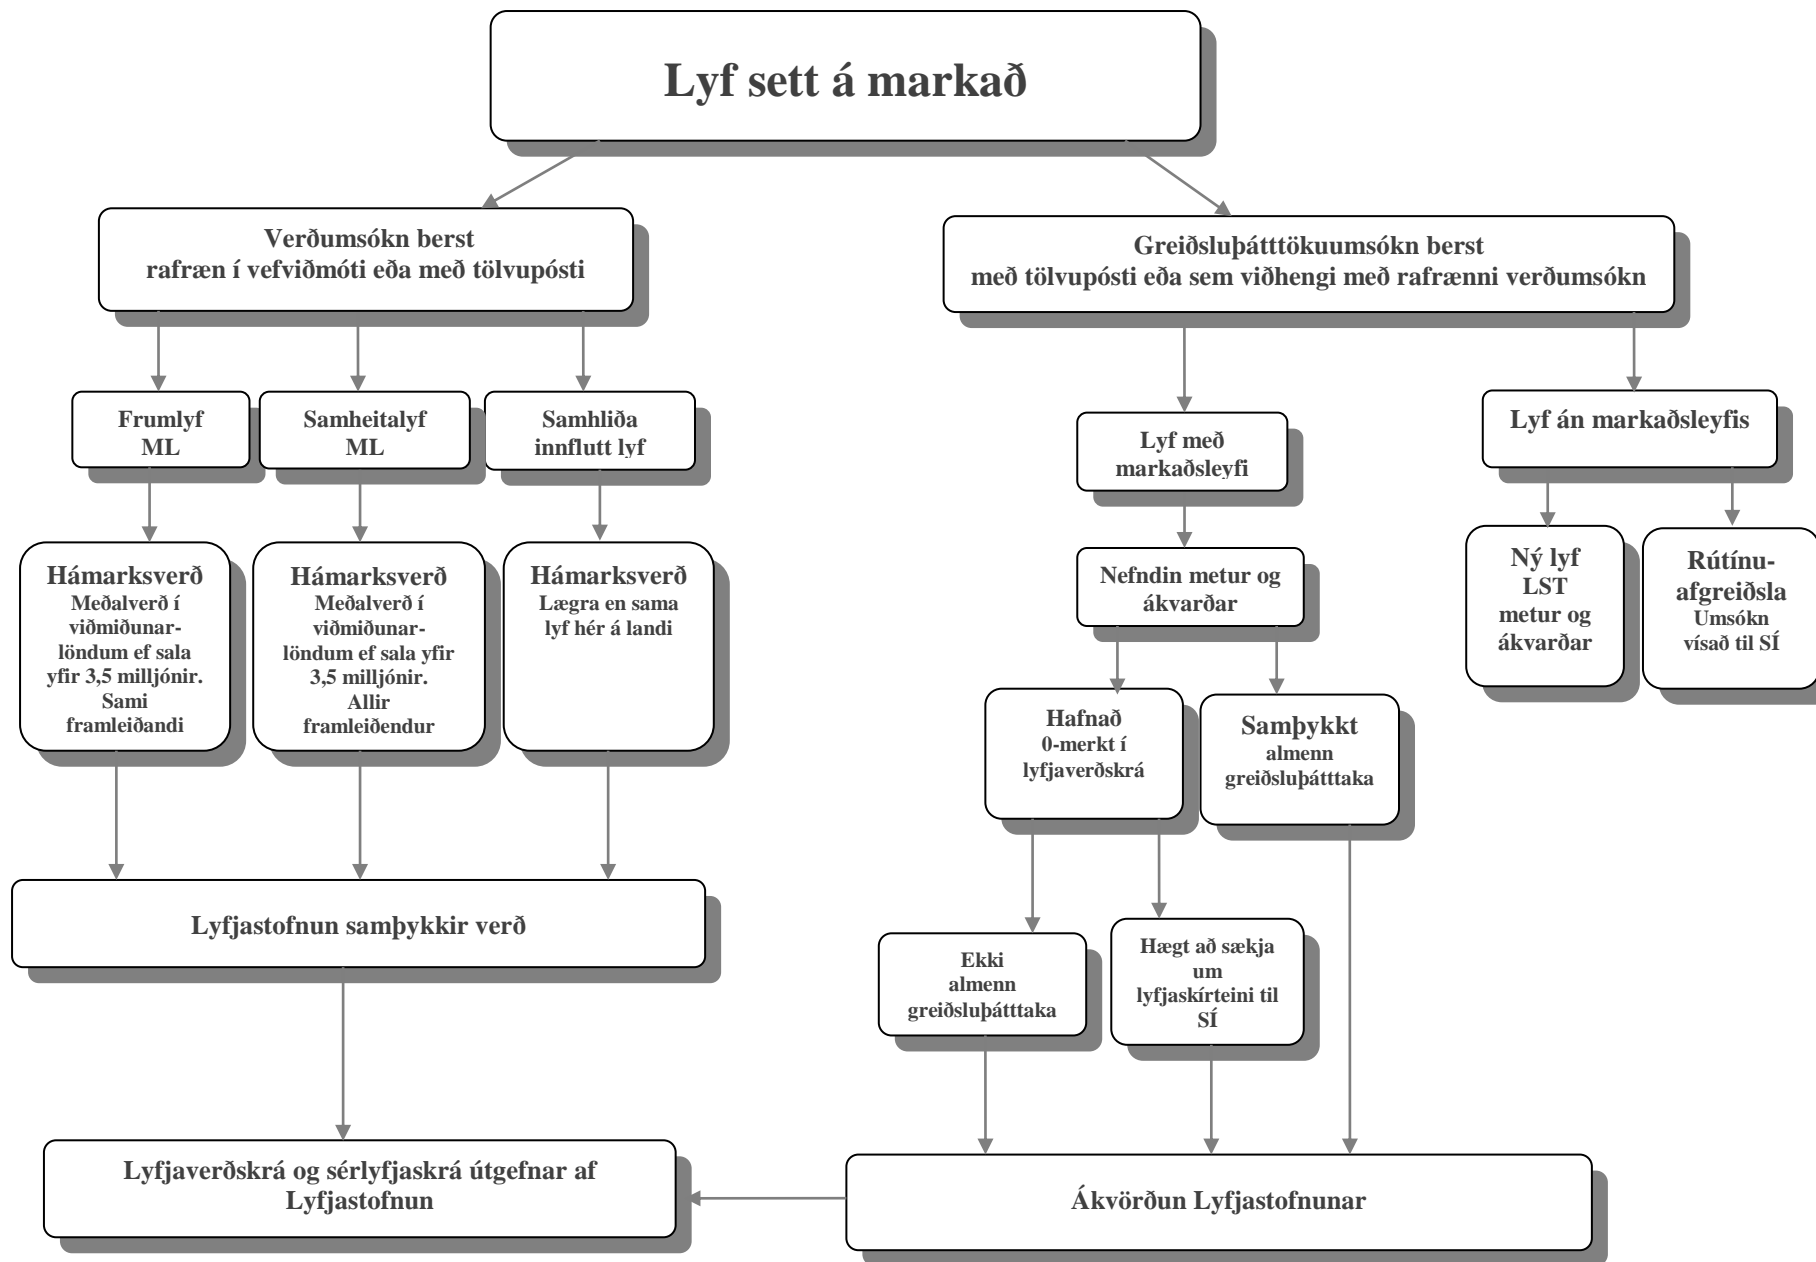 Lyf sett á markað
Verðumsókn berst
rafræn í vefviðmóti eða með tölvupósti
Greiðsluþátttökuumsókn berst
með tölvupósti eða sem viðhengi með rafrænni verðumsókn
Frumlyf
ML
Samheitalyf
ML
Samhliða
innflutt lyf
Lyf með
markaðsleyfi
Lyf án markaðsleyfis
Hámarksverð
Meðalverð í
viðmiðunar-
löndum ef sala
yfir 3,5 milljónir.
Sami
framleiðandi
Hámarksverð
Meðalverð í
viðmiðunar-
löndum ef sala yfir
3,5 milljónir.
Allir
framleiðendur
Hámarksverð
Lægra en sama
lyf hér á landi
Nefndin metur og
ákvarðar
Ný lyf
LST
metur og
ákvarðar
Rútínu-
afgreiðsla
Umsókn
vísað til SÍ
Hafnað
0-merkt í
lyfjaverðskrá
Samþykkt
almenn
greiðsluþátttaka
Lyfjastofnun samþykkir verð
Ekki
almenn
greiðsluþátttaka
Hægt að sækja
um
lyfjaskírteini til
SÍ
Lyfjaverðskrá og sérlyfjaskrá útgefnar af
Lyfjastofnun
Ákvörðun Lyfjastofnunar